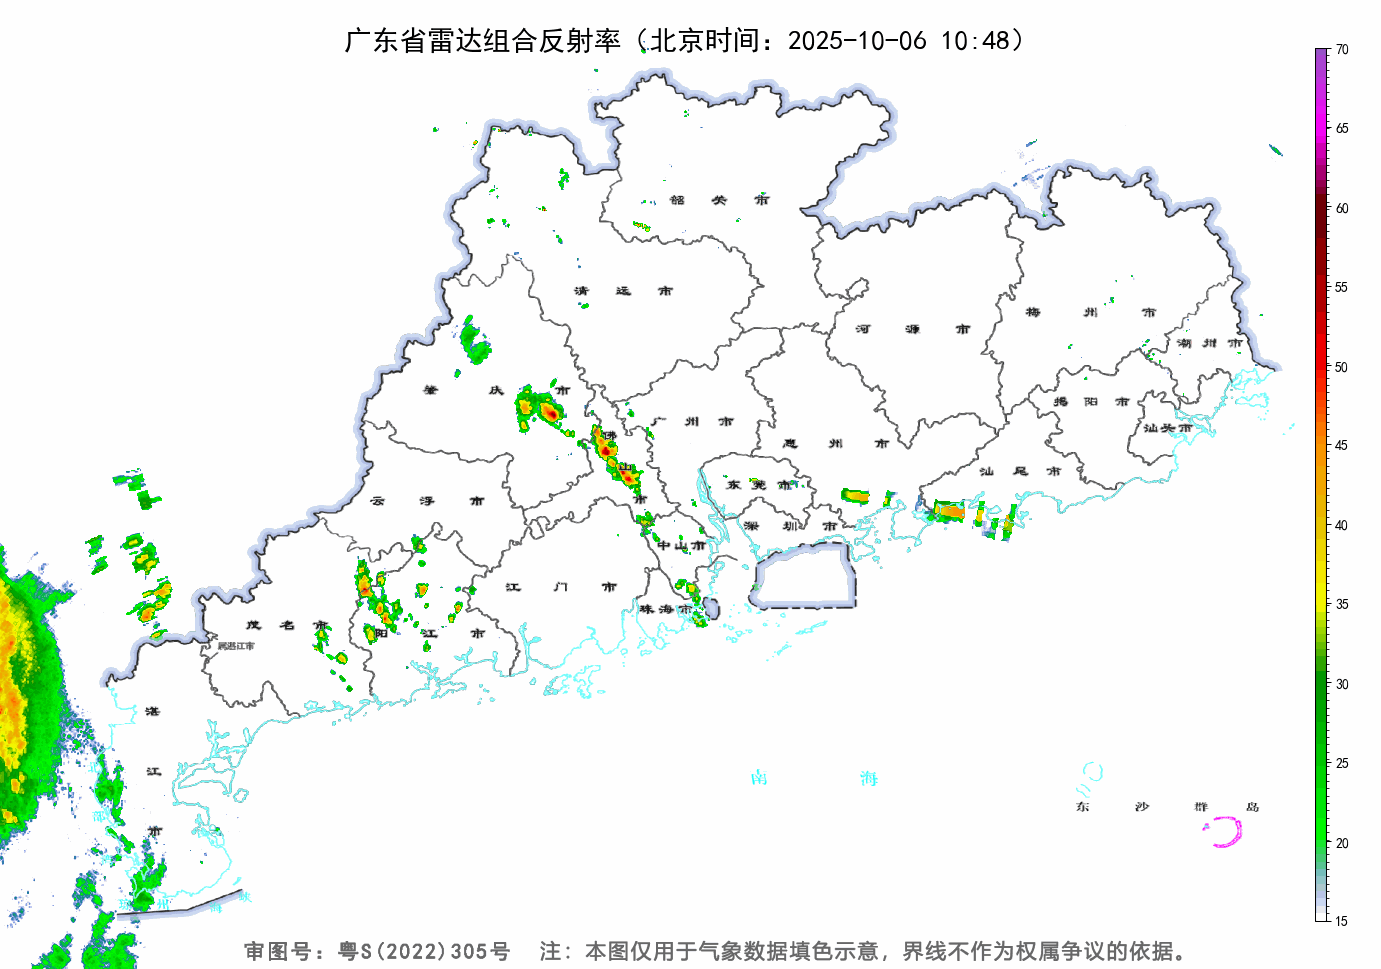 广东省雷达组合反射率（北京时间：2025-10-06 10:48）
70
65
60
55
50
45
40
35
30
25
20
15
韶关市
清远市
河源市
梅州市
潮州市
肇庆市
广州市
揭阳市
汕头市
佛山市
惠州市
汕尾市
云浮市
东莞市
深圳市
中山市
江门市
珠海市
茂名市
阳江市
属湛江市
湛江市
南海
东沙群岛
琼州海峡
审图号：粤S(2022)305号 注：本图仅用于气象数据填色示意，界线不作为权属争议的依据。